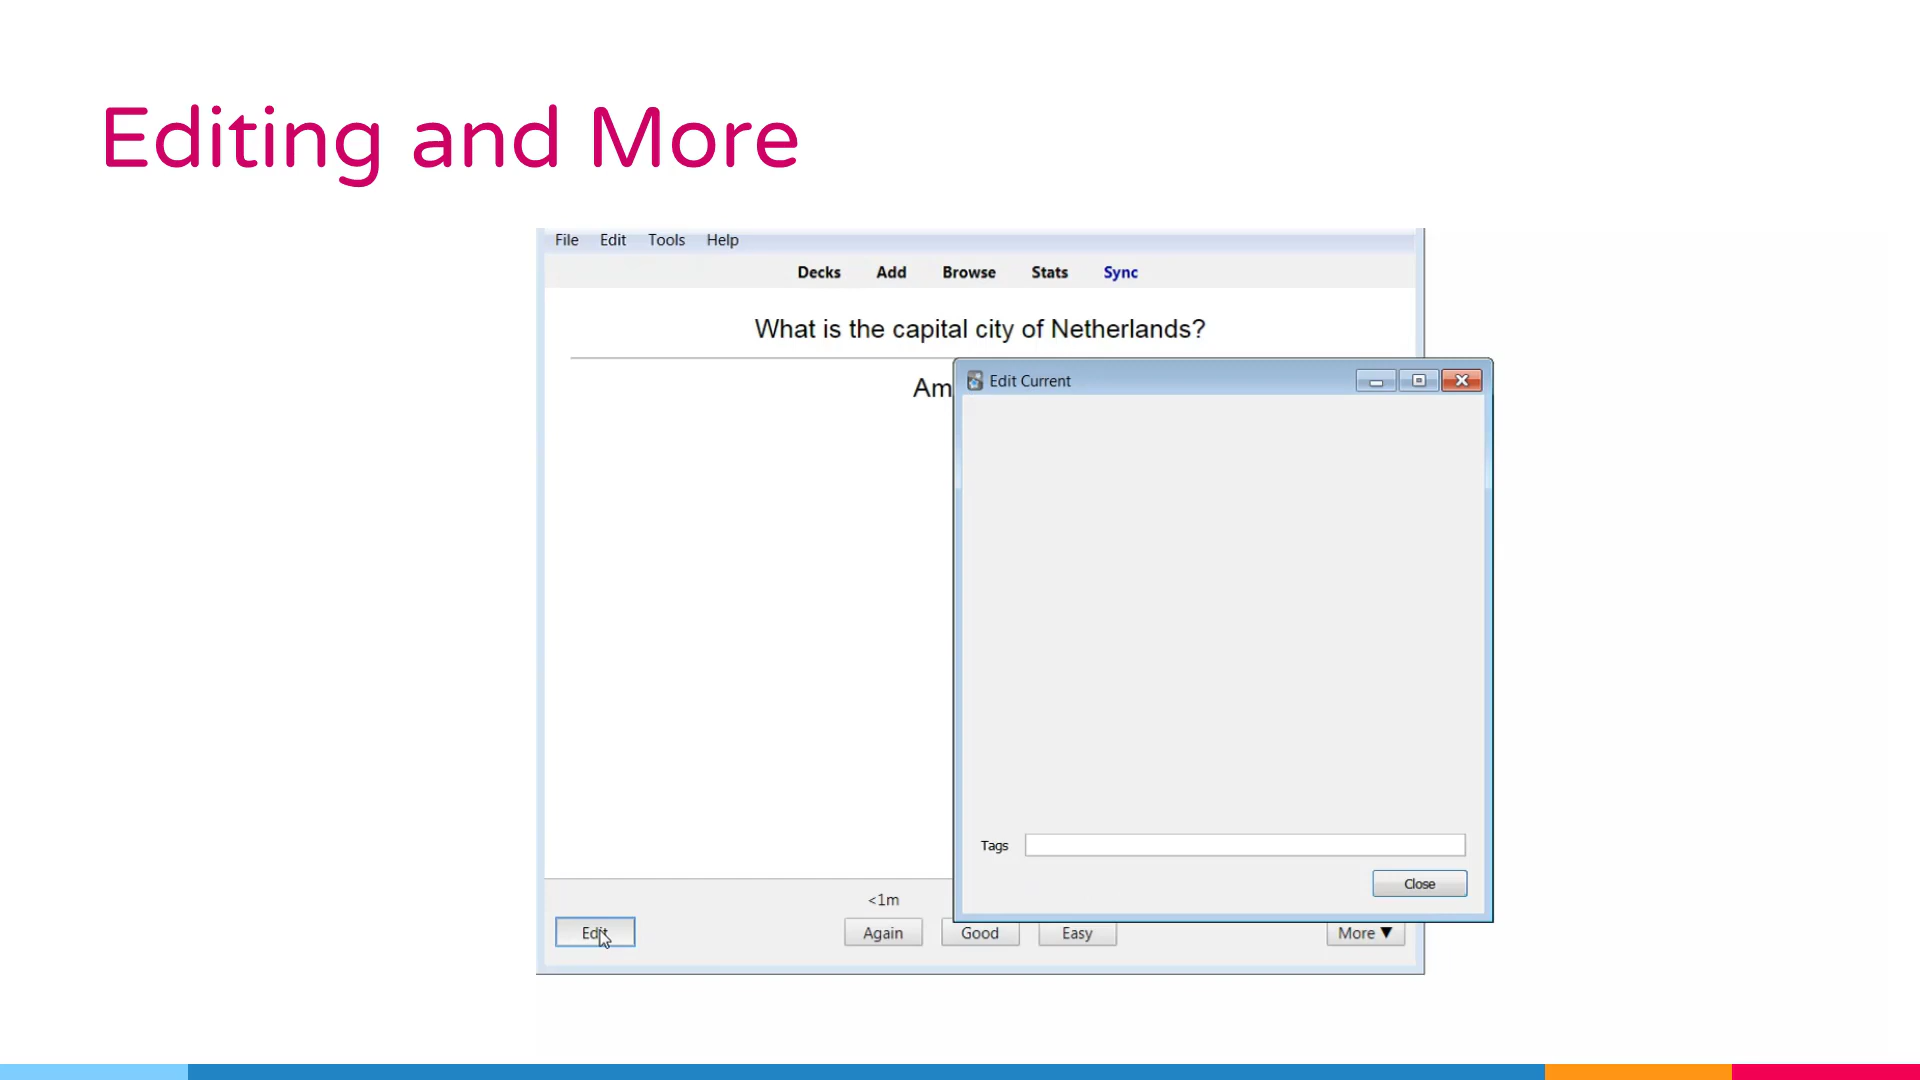 Editing and More
File Edit Tools Help
Decks Add Browse Stats Sync
What is the capital city of Netherlands?
Edit Current
Am
Tags
Close
<1m
Edit Again Good Easy More ▼